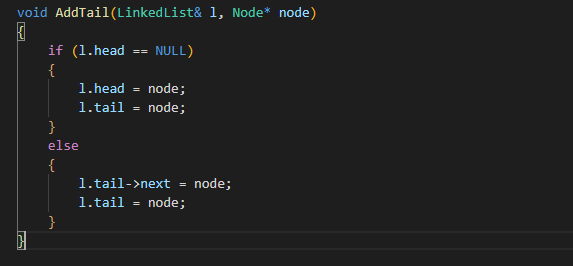 void AddTail(LinkedList& l, Node* node)
{
    if (l.head == NULL)
    {
        l.head = node;
        l.tail = node;
    }
    else
    {
        l.tail->next = node;
        l.tail = node;
    }
}